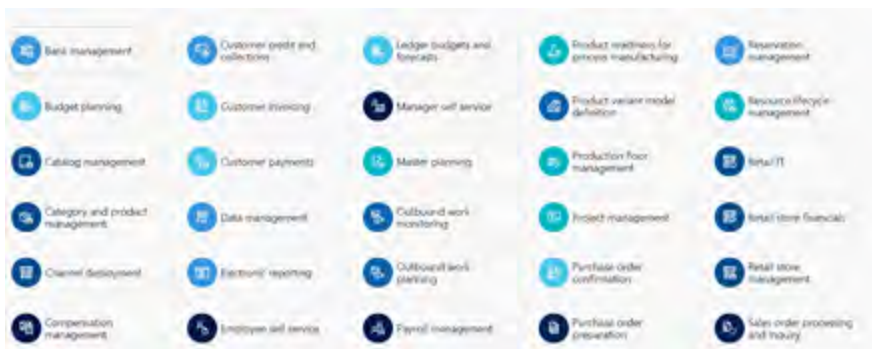 Bank management
Customer credit and
collections
Ledger budgets and
forecasts
Product readiness for
process manufacturing
Reservation
management
Budget planning
Customer invoicing
Manager self service
Product variant model
definition
Resource lifecycle
management
Catalog management
Customer payments
Master planning
Production floor
management
Retail IT
Category and product
management
Data management
Outbound work
monitoring
Project management
Retail store financials
Channel deployment
Electronic reporting
Outbound work
planning
Purchase order
confirmation
Retail store
management
Compensation
management
Employee self service
Payroll management
Purchase order
preparation
Sales order processing
and inquiry